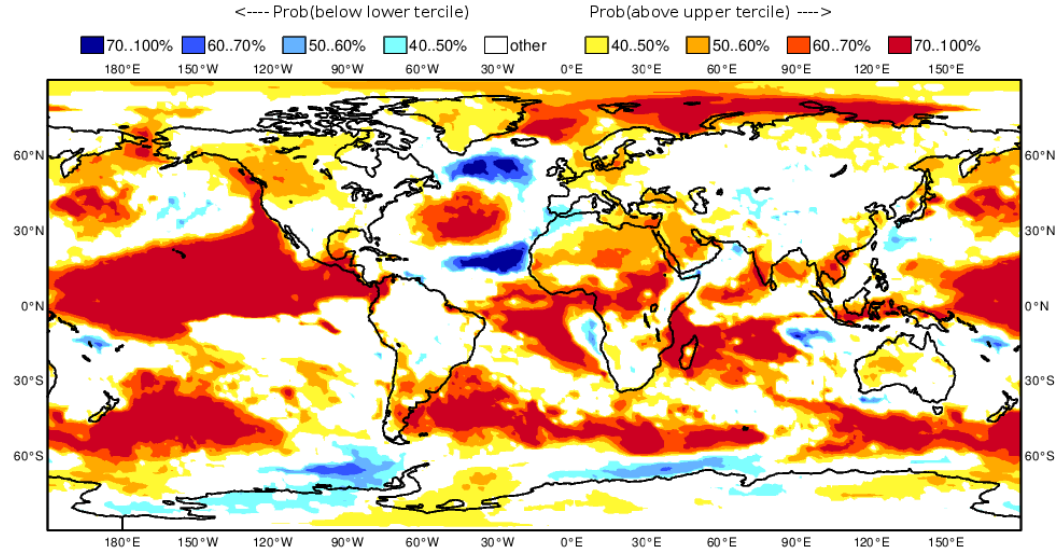 <---- Prob(below lower tercile) Prob(above upper tercile) ---->
70..100% 60..70% 50..60% 40..50% other 40..50% 50..60% 60..70% 70..100%
180°E 150°W 120°W 90°W 60°W 30°W 0°E 30°E 60°E 90°E 120°E 150°E
60°N 60°N
30°N 30°N
0°N 0°N
30°S 30°S
60°S 60°S
180°E 150°W 120°W 90°W 60°W 30°W 0°E 30°E 60°E 90°E 120°E 150°E